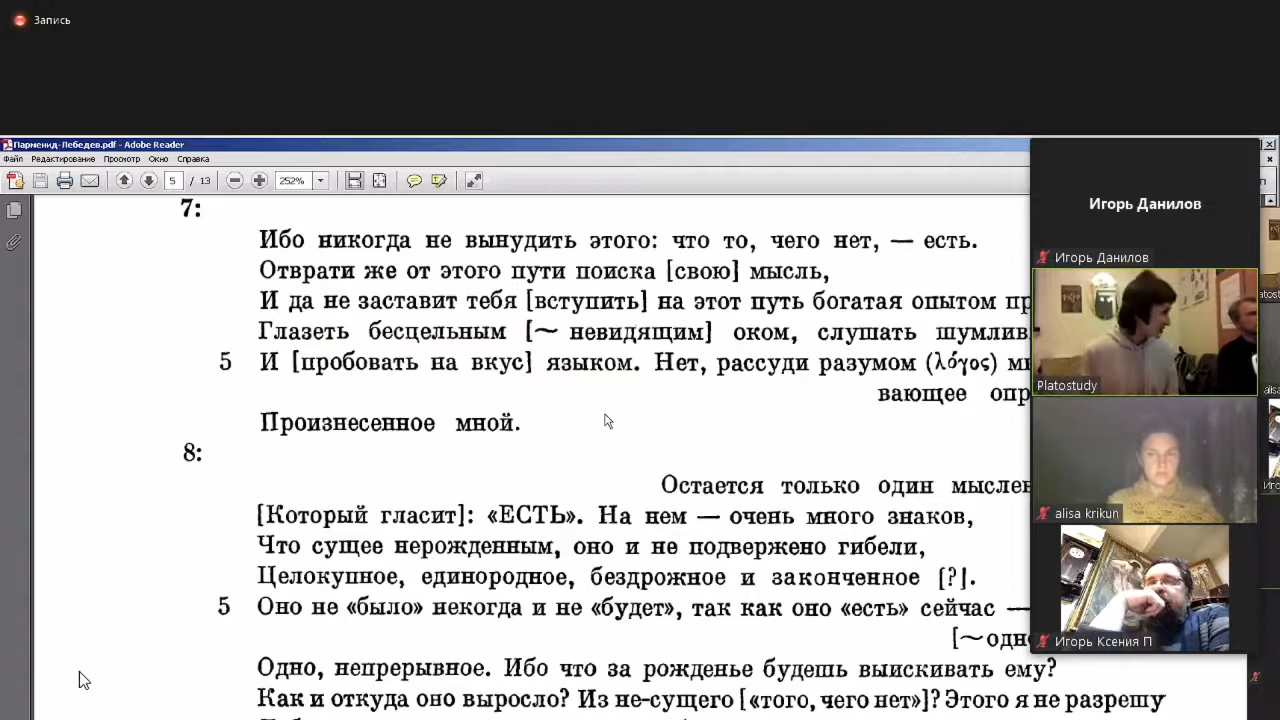 Запись
Парменид-Лебедев.pdf - Adobe Reader
Файл Редактирование Просмотр Окно Справка
5 / 13 252%
7:
Ибо никогда не вынудить этого: что то, чего нет, — есть.
Отврати же от этого пути поиска [свою] мысль,
И да не заставит тебя [вступить] на этот путь богатая опытом
Глазеть бесцельным [~ невидящим] оком, слушать
5 И [пробовать на вкус] языком. Нет, рассуди разумом (λόγος)
вающее
Произнесенное мной.
8:
Остается только один
[Который гласит]: «ЕСТЬ». На нем — очень много знаков,
Что сущее нерожденным, оно и не подвержено гибели,
Целокупное, единородное, бездрожное и законченное [?].
5 Оно не «было» некогда и не «будет», так как оно «есть» сейчас —
Одно, непрерывное. Ибо что за рожденье будешь выискивать ему?
Как и откуда оно выросло? Из не-сущего [«того, чего нет»]? Этого я не разрешу
Игорь Данилов
Игорь Данилов
Platostudy
alisa krikun
Игорь Ксения П